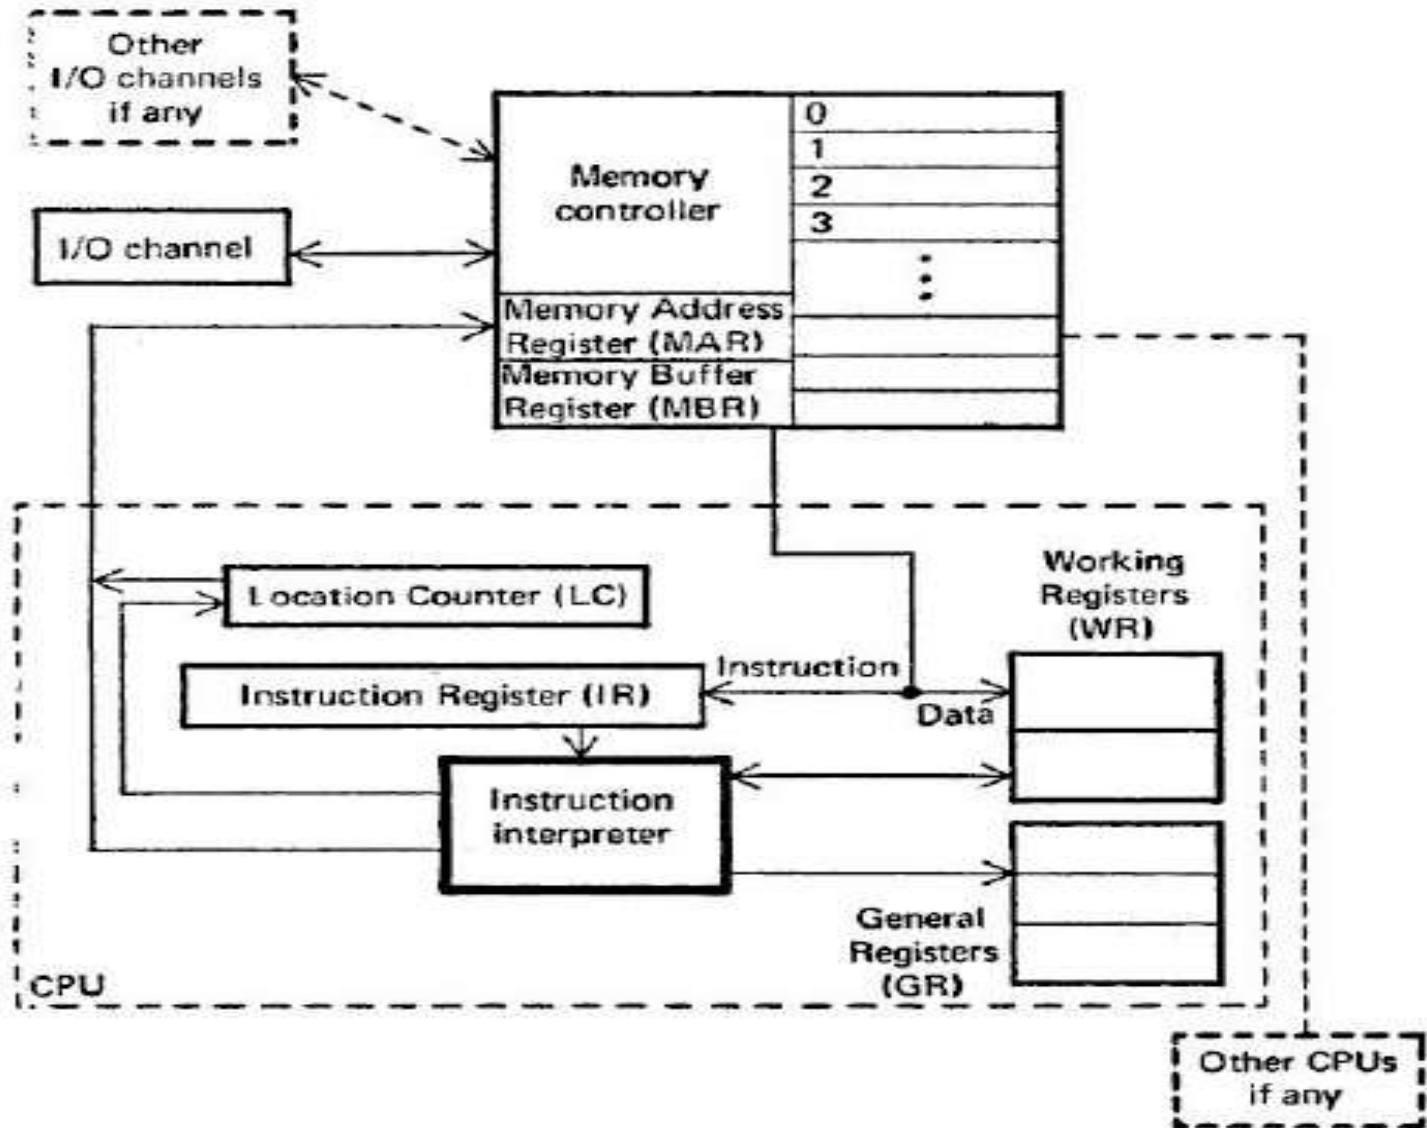 Other
I/O channels
if any
0
1
2
3
Memory
controller
I/O channel
Memory Address
Register (MAR)
Memory Buffer
Register (MBR)
Working
Registers
(WR)
Location Counter (LC)
Instruction
Instruction Register (IR)
Data
Instruction
interpreter
General
Registers
(GR)
CPU
Other CPUs
if any